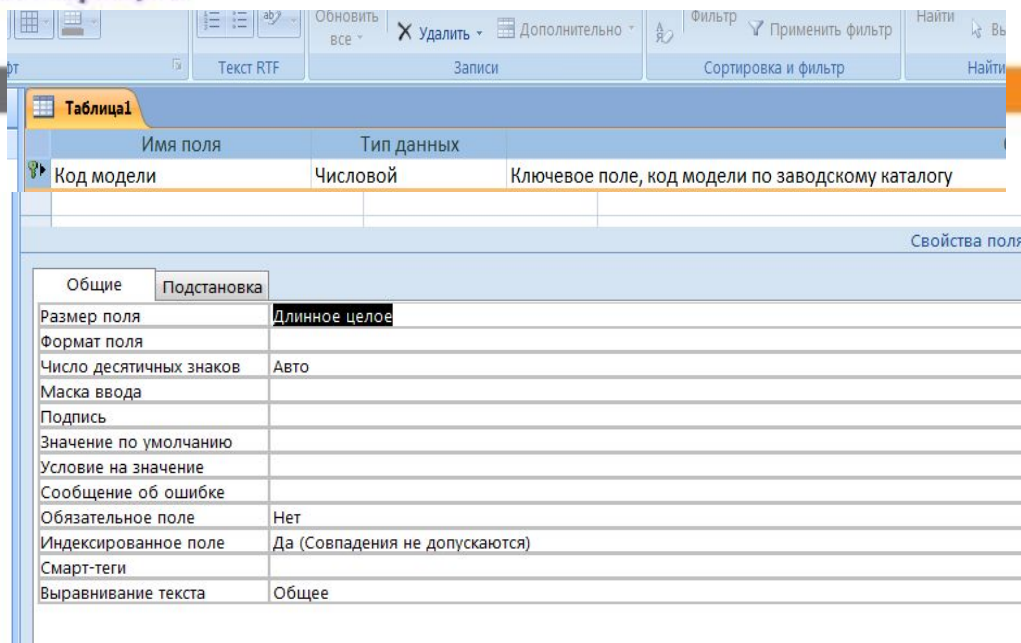 Обновить все
Удалить
Дополнительно
Фильтр
Применить фильтр
Найти
Текст RTF
Записи
Сортировка и фильтр
Найти
Таблица1
Имя поля Тип данных
Код модели Числовой Ключевое поле, код модели по заводскому каталогу
Свойства поля
Общие Подстановка
Размер поля Длинное целое
Формат поля
Число десятичных знаков Авто
Маска ввода
Подпись
Значение по умолчанию
Условие на значение
Сообщение об ошибке
Обязательное поле Нет
Индексированное поле Да (Совпадения не допускаются)
Смарт-теги
Выравнивание текста Общее